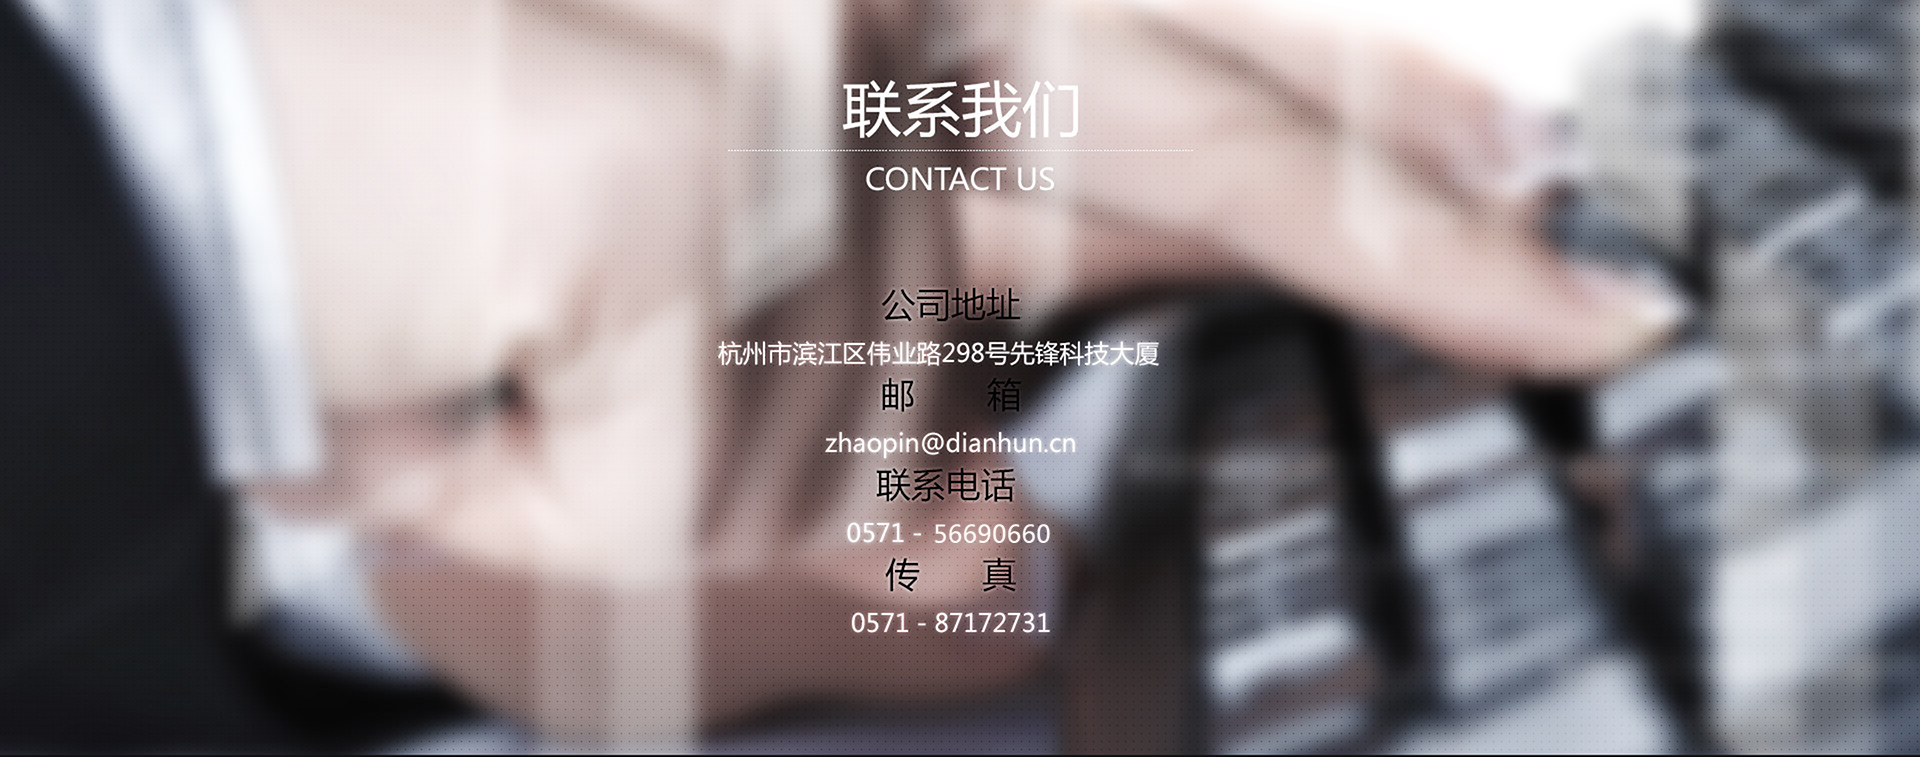 联系我们
CONTACT US
公司地址
杭州市滨江区伟业路298号先锋科技大厦
邮 箱
zhaopin@dianhun.cn
联系电话
0571 - 56690660
传 真
0571 - 87172731